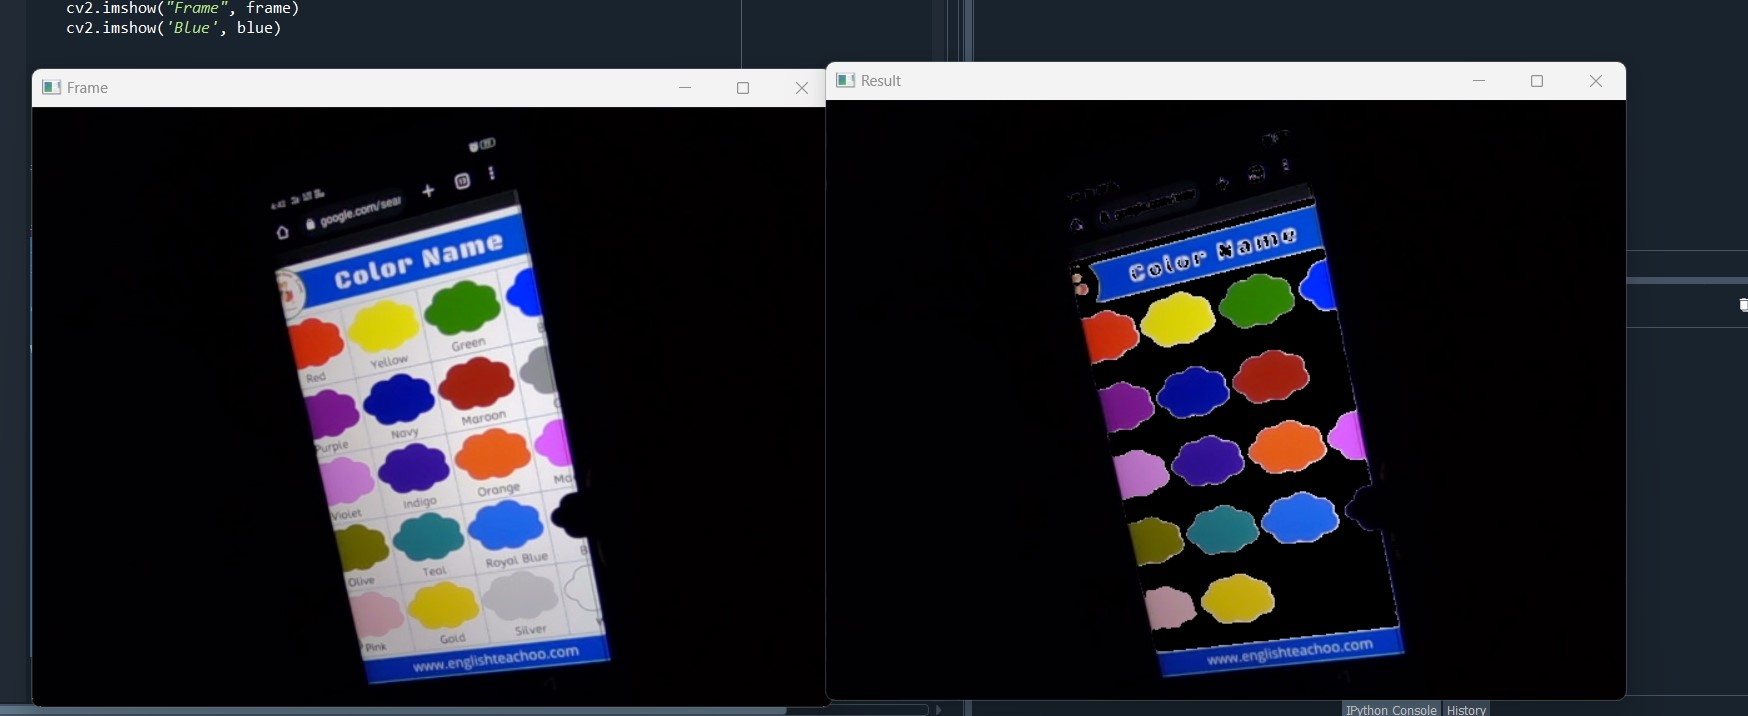 cv2.imshow("Frame", frame)
cv2.imshow('Blue', blue)
Frame
google.com/sear
Color Name
Red
Yellow
Green
B
Purple
Navy
Maroon
Violet
Indigo
Orange
Ma
Olive
Teal
Royal Blue
B
Pink
Gold
Silver
www.englishteachoo.com
Result
Color Name
www.englishteachoo.com
IPython Console
History